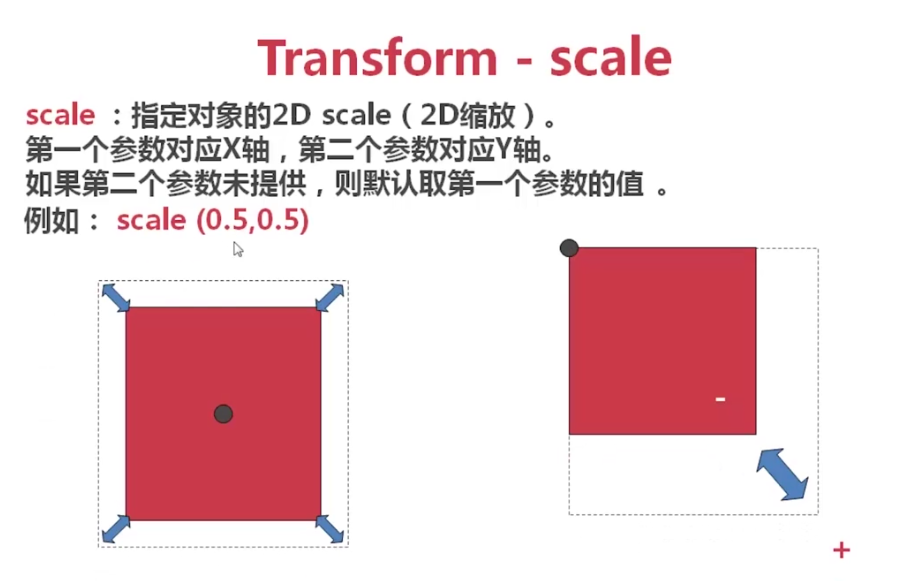 Transform - scale
scale ：指定对象的2D scale（2D缩放）。
第一个参数对应X轴，第二个参数对应Y轴。
如果第二个参数未提供，则默认取第一个参数的值 。
例如： scale (0.5,0.5)
-
+